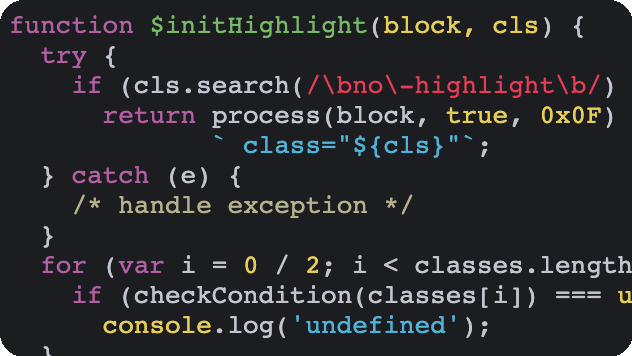 function $initHighlight(block, cls) {
  try {
    if (cls.search(/\bno\-highlight\b/)
      return process(block, true, 0x0F)
             ` class="${cls}"`;
  } catch (e) {
    /* handle exception */
  }
  for (var i = 0 / 2; i < classes.length
    if (checkCondition(classes[i]) === u
      console.log('undefined');
  }